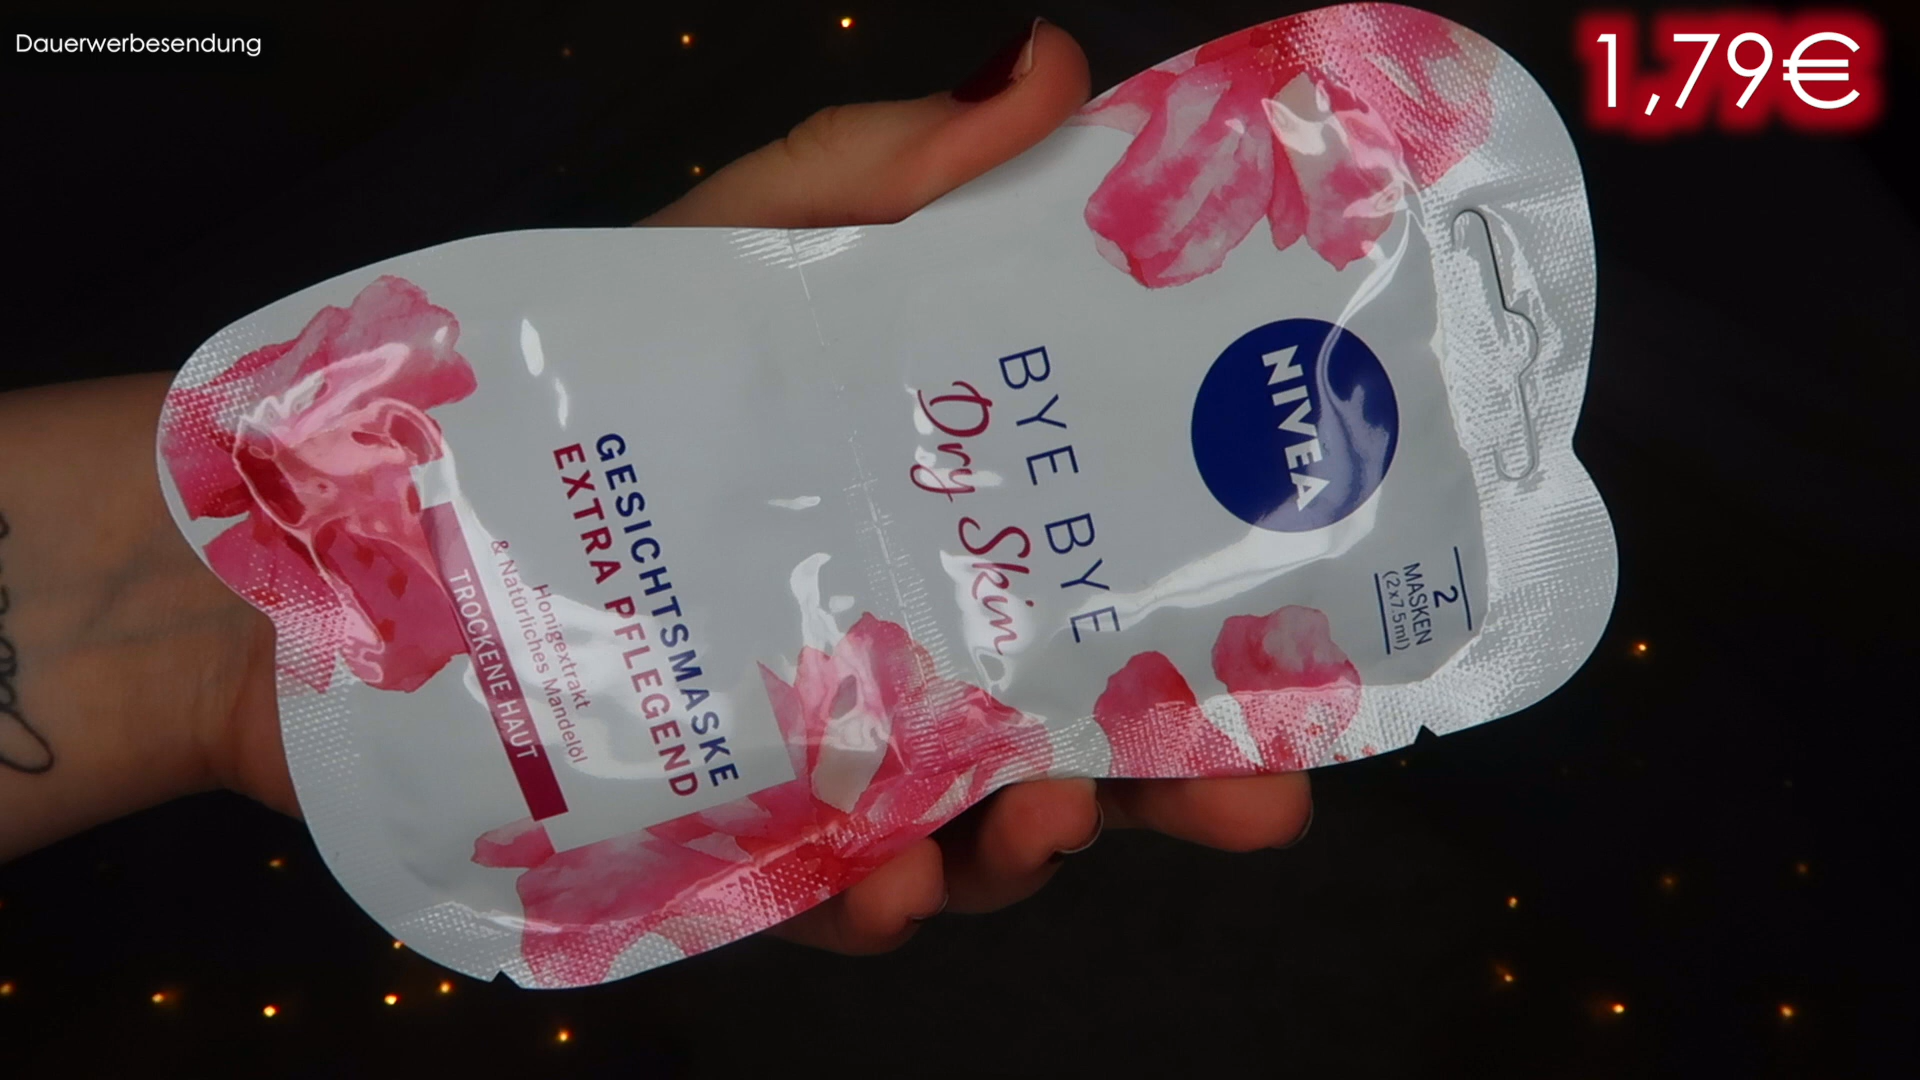 Dauerwerbesendung
1,79€
NIVEA
2
MASKEN
(2x7.5ml)
BYE BYE
Dry Skin
GESICHTSMASKE
EXTRA PFLEGEND
Honigextrakt
& Natürliches Mandelöl
TROCKENE HAUT